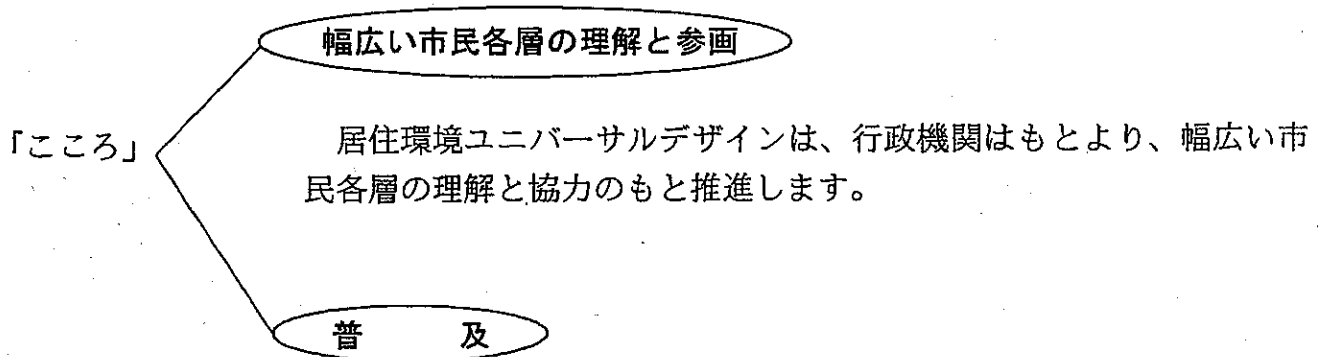 幅広い市民各層の理解と参画
「こころ」
居住環境ユニバーサルデザインは、行政機関はもとより、幅広い市
民各層の理解と協力のもと推進します。
普　　及